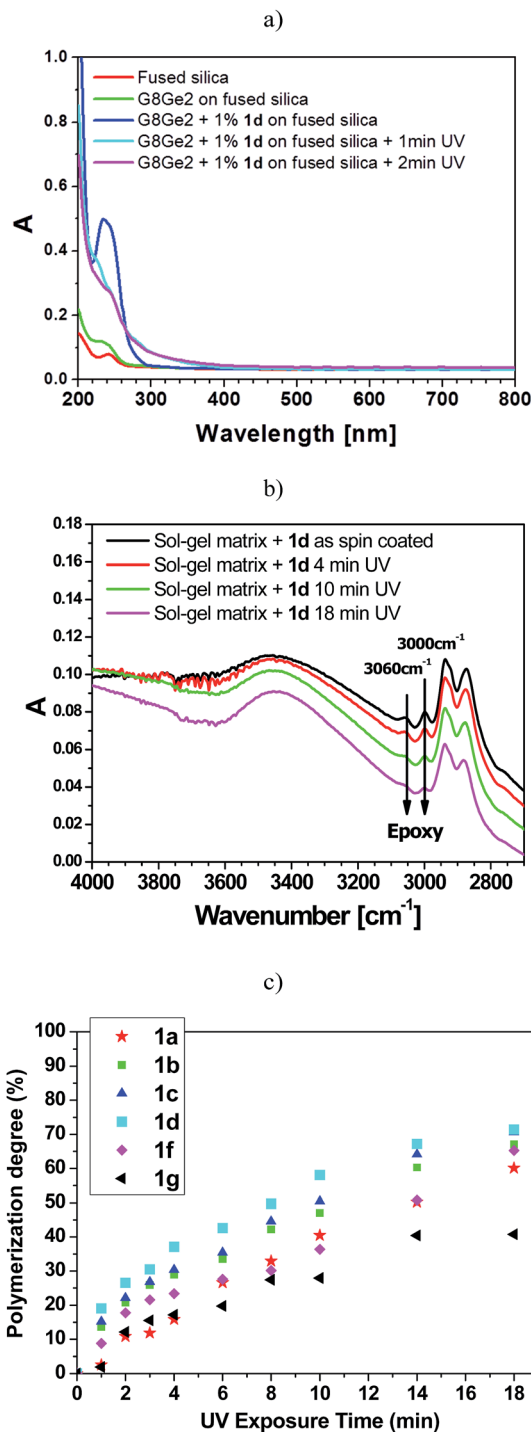 a)
1.0
0.8
0.6
0.4
0.2
0.0
A
Fused silica
G8Ge2 on fused silica
G8Ge2 + 1% 1d on fused silica
G8Ge2 + 1% 1d on fused silica + 1min UV
G8Ge2 + 1% 1d on fused silica + 2min UV
200 300 400 500 600 700 800
Wavelength [nm]
b)
0.18
0.16
0.14
0.12
0.10
0.08
0.06
0.04
0.02
0.00
A
Sol-gel matrix + 1d as spin coated
Sol-gel matrix + 1d 4 min UV
Sol-gel matrix + 1d 10 min UV
Sol-gel matrix + 1d 18 min UV
3000cm⁻¹
3060cm⁻¹
Epoxy
4000 3800 3600 3400 3200 3000 2800
Wavenumber [cm⁻¹]
c)
100
90
80
70
60
50
40
30
20
10
0
Polymerization degree (%)
1a
1b
1c
1d
1f
1g
0 2 4 6 8 10 12 14 16 18
UV Exposure Time (min)